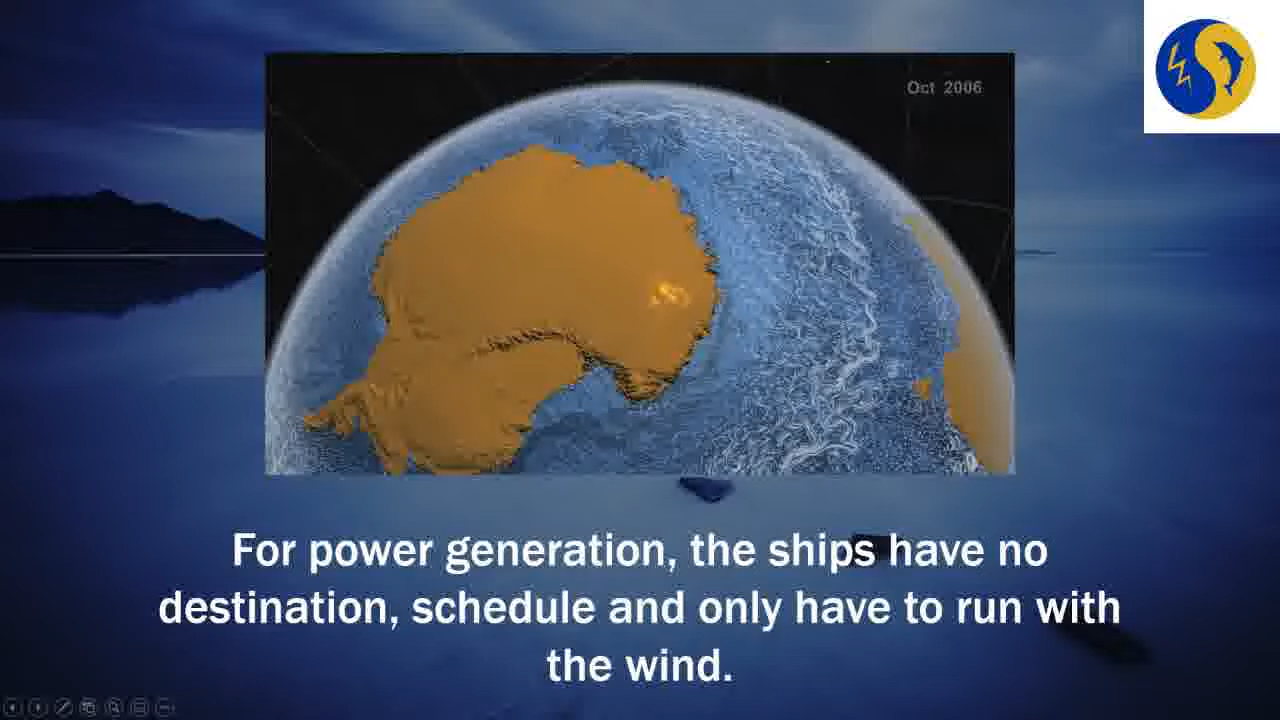 Oct 2006
For power generation, the ships have no
destination, schedule and only have to run with
the wind.